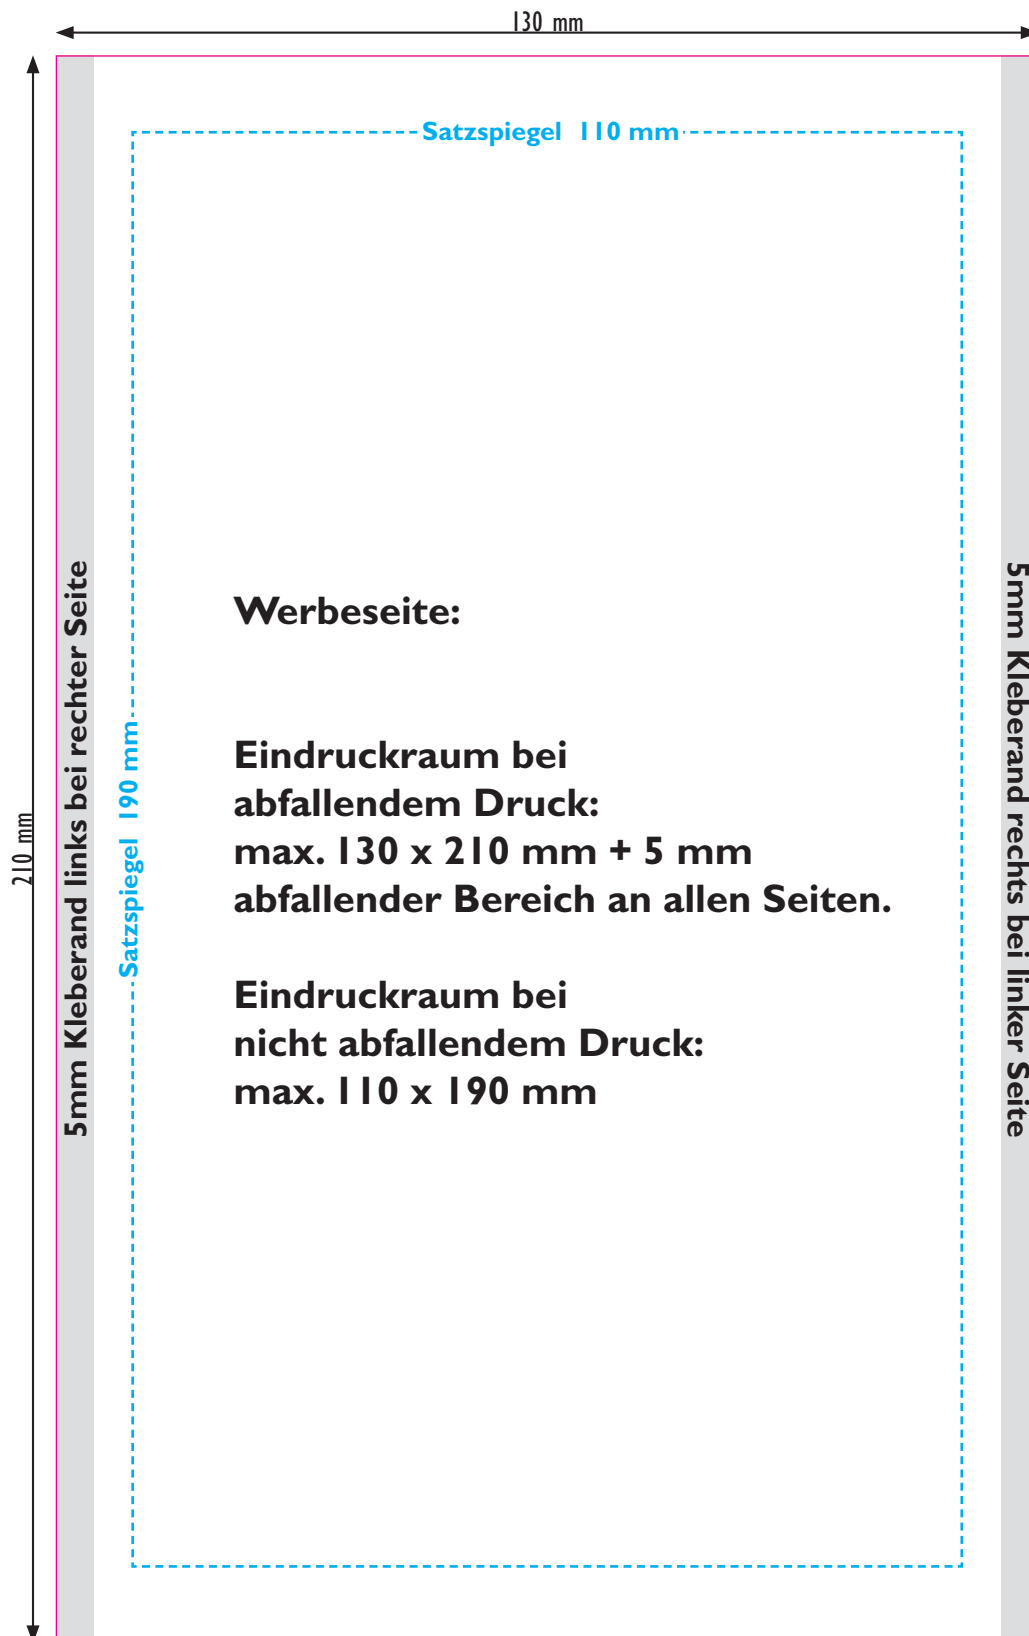 130 mm
Satzspiegel 110 mm
210 mm
5mm Kleberand links bei rechter Seite
Satzspiegel 190 mm
Werbeseite:
Eindruckraum bei
abfallendem Druck:
max. 130 x 210 mm + 5 mm
abfallender Bereich an allen Seiten.
Eindruckraum bei
nicht abfallendem Druck:
max. 110 x 190 mm
5mm Kleberand rechts bei linker Seite